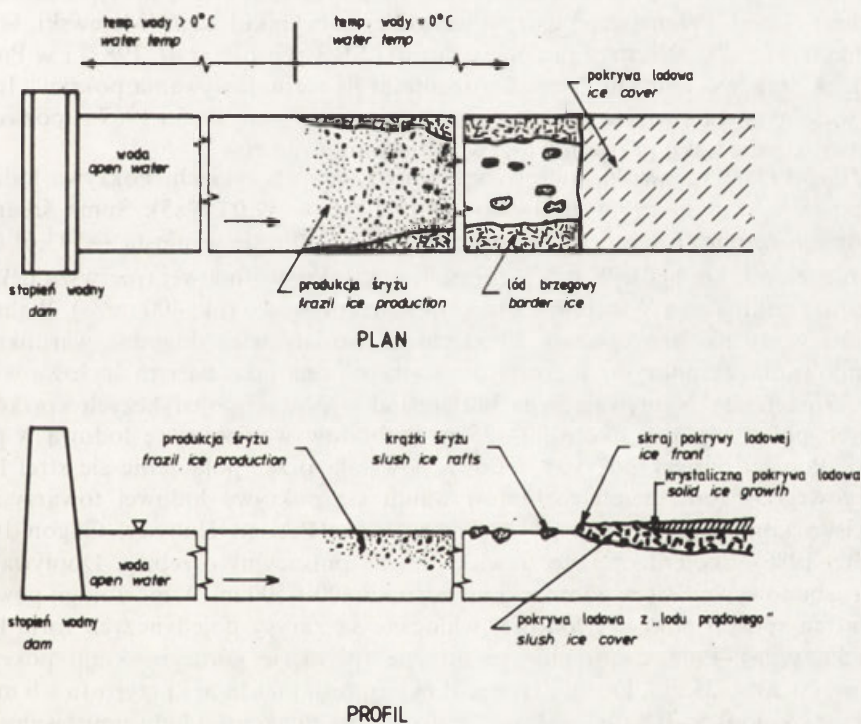 temp. wody > 0°C
water temp
temp. wody = 0°C
water temp
pokrywa lodowa
ice cover
woda
open water
stopień wodny
dam
produkcja śryżu
frazil ice production
lód brzegowy
border ice
PLAN
produkcja śryżu
frazil ice production
krążki śryżu
slush ice rafts
skraj pokrywy lodowej
ice front
krystaliczna pokrywa lodowa
solid ice growth
woda
open water
stopień wodny
dam
pokrywa lodowa z „lodu prądowego"
slush ice cover
PROFIL